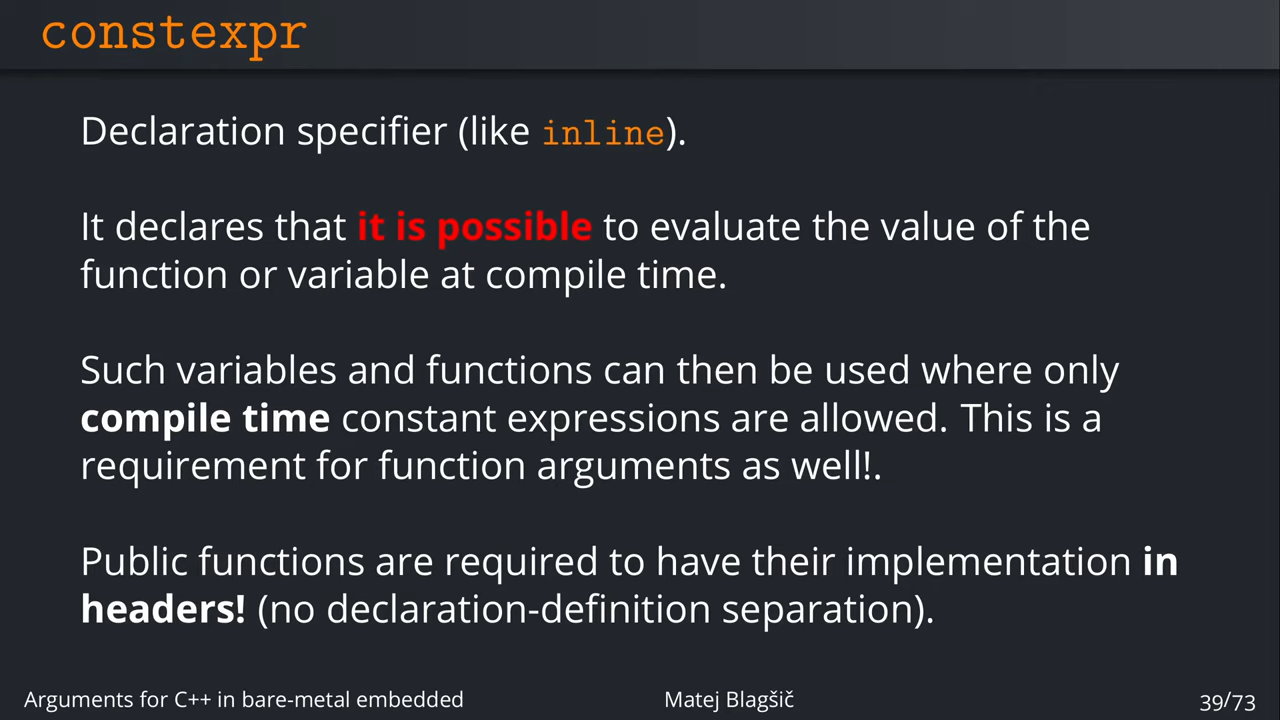 constexpr
Declaration specifier (like inline).
It declares that it is possible to evaluate the value of the
function or variable at compile time.
Such variables and functions can then be used where only
compile time constant expressions are allowed. This is a
requirement for function arguments as well!.
Public functions are required to have their implementation in
headers! (no declaration-definition separation).
Arguments for C++ in bare-metal embedded
Matej Blagšič
39/73